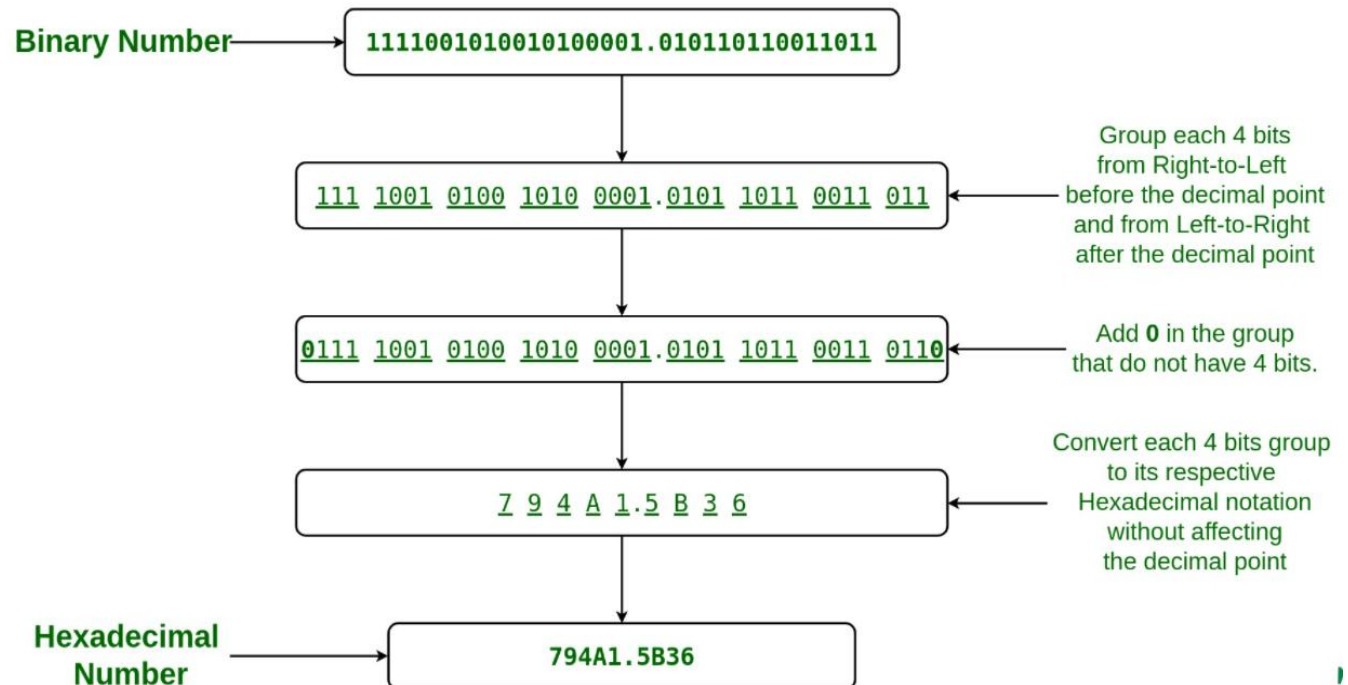 Binary Number
1111001010010100001.010110110011011
Group each 4 bits
from Right-to-Left
before the decimal point
and from Left-to-Right
after the decimal point
111 1001 0100 1010 0001.0101 1011 0011 011
Add 0 in the group
that do not have 4 bits.
0111 1001 0100 1010 0001.0101 1011 0011 0110
Convert each 4 bits group
to its respective
Hexadecimal notation
without affecting
the decimal point
7 9 4 A 1.5 B 3 6
Hexadecimal
Number
794A1.5B36